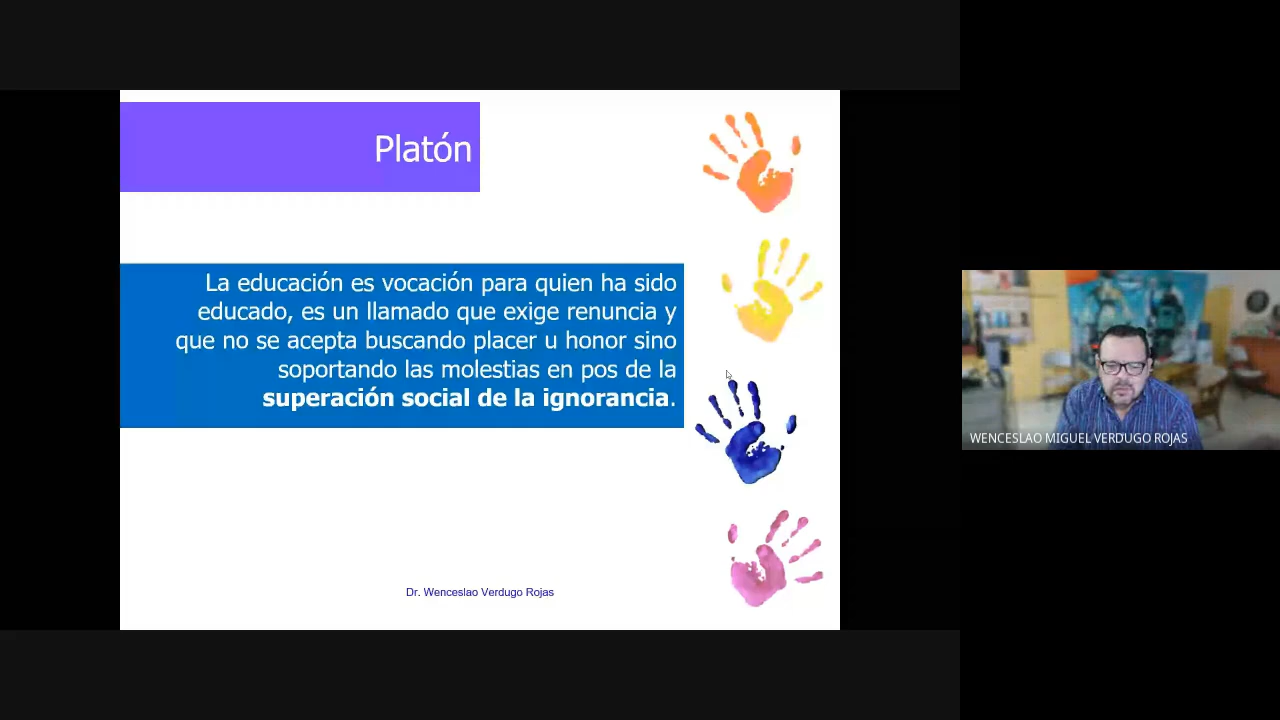 Platón
La educación es vocación para quien ha sido
educado, es un llamado que exige renuncia y
que no se acepta buscando placer u honor sino
soportando las molestias en pos de la
superación social de la ignorancia.
Dr. Wenceslao Verdugo Rojas
WENCESLAO MIGUEL VERDUGO ROJAS